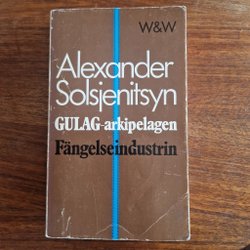 W&W
Alexander
Solsjenitsyn
GULAG-arkipelagen
Fängelseindustrin